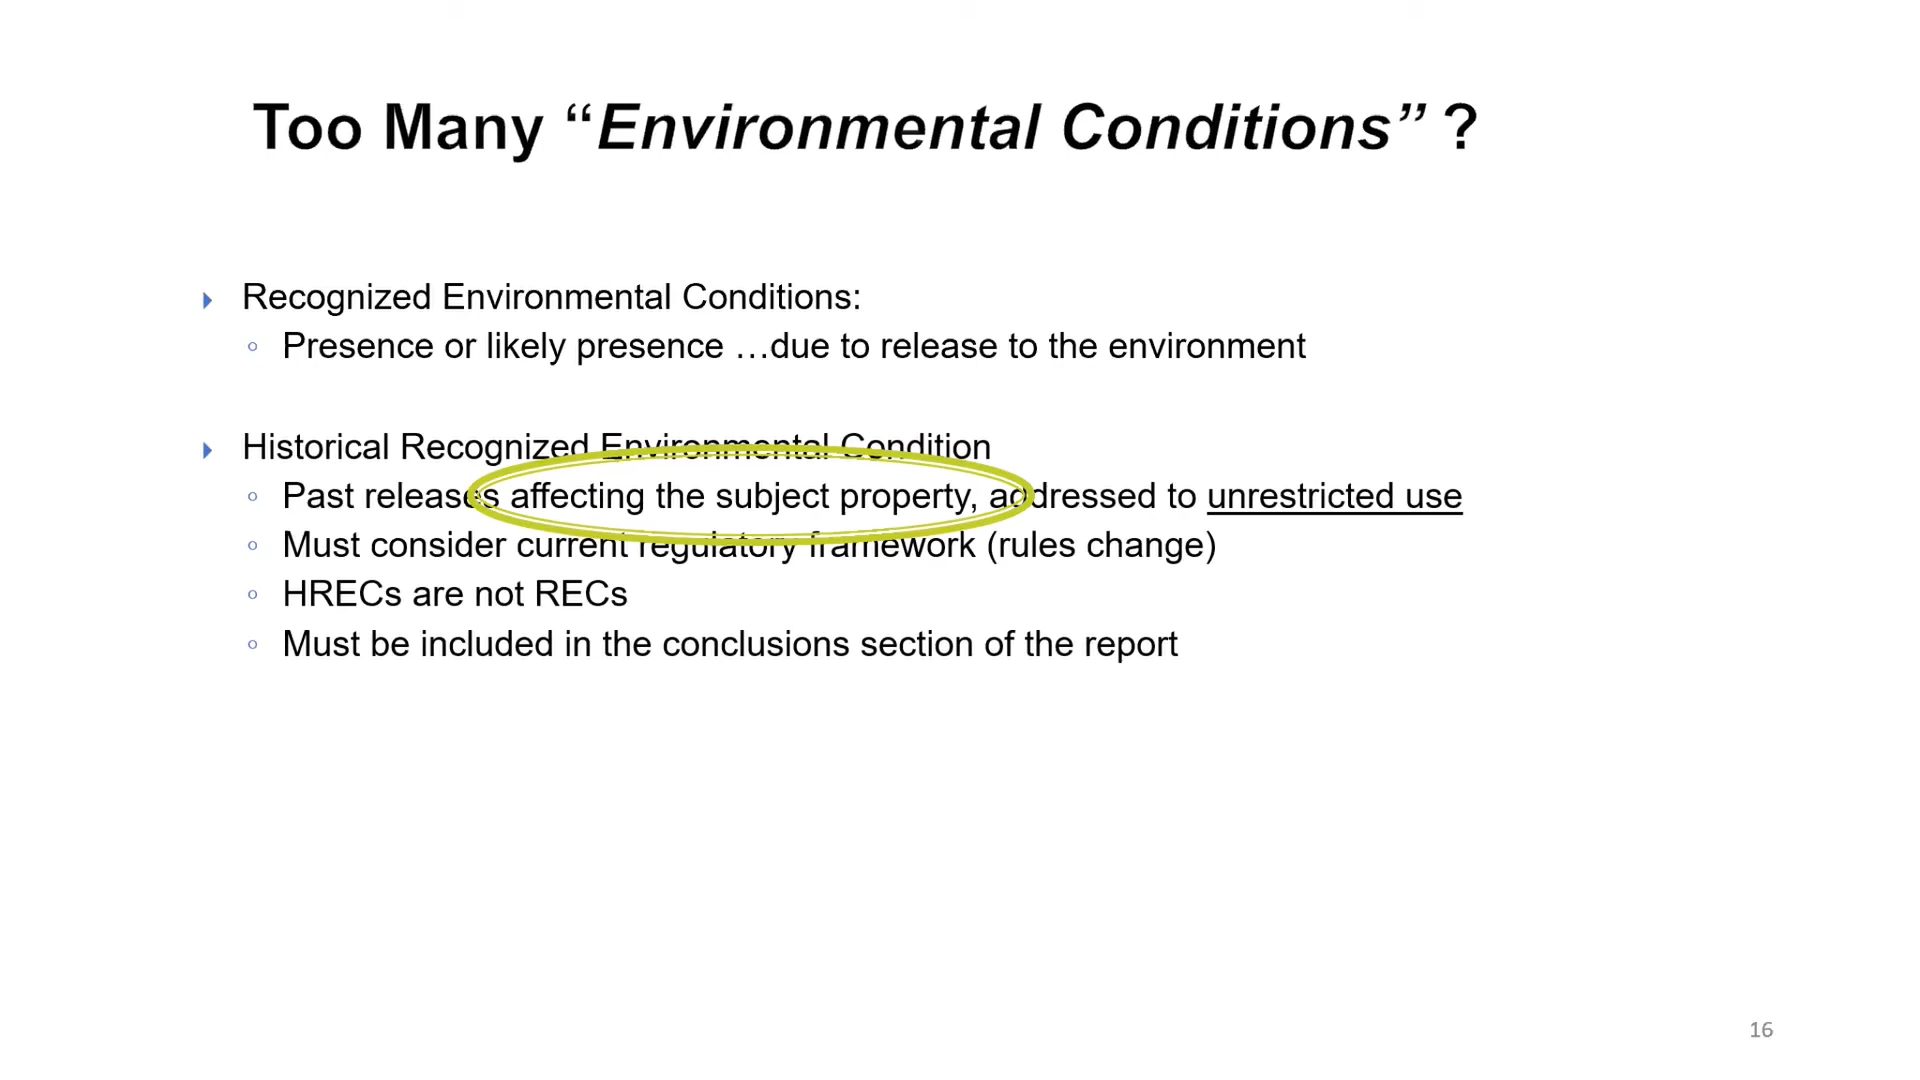 Too Many “Environmental Conditions” ?
Recognized Environmental Conditions:
Presence or likely presence …due to release to the environment
Historical Recognized Environmental Condition
Past releases affecting the subject property, addressed to unrestricted use
Must consider current regulatory framework (rules change)
HRECs are not RECs
Must be included in the conclusions section of the report
16